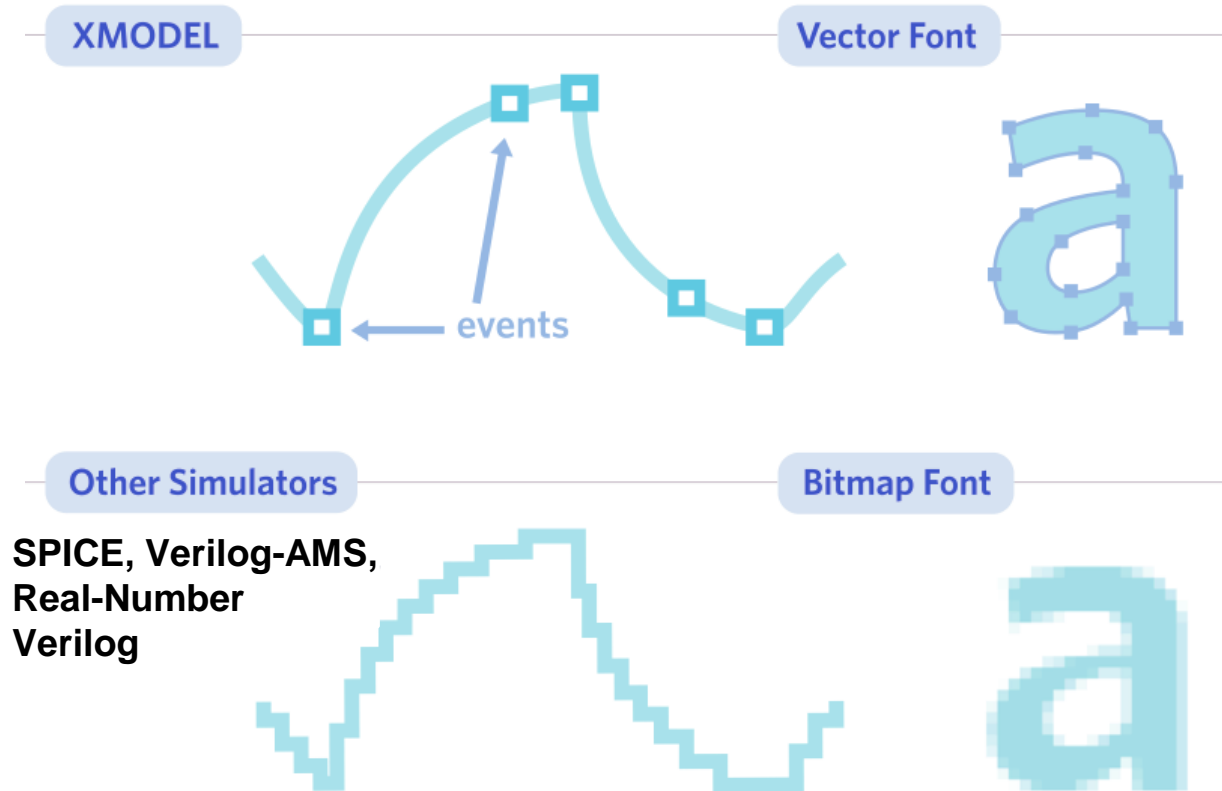 XMODEL
Vector Font
events
a
Other Simulators
Bitmap Font
SPICE, Verilog-AMS,
Real-Number
Verilog
a